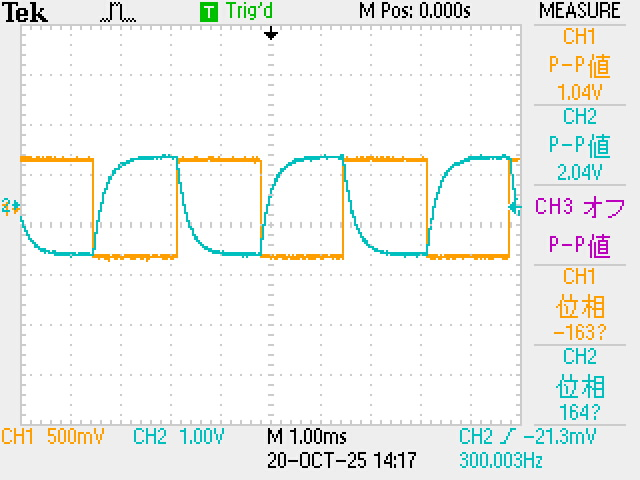 Tek T Trig'd M Pos: 0.000s MEASURE
CH1
P-P値
1.04V
CH2
P-P値
2.04V
CH3 オフ
P-P値
CH1
位相
-163?
CH2
位相
164?
2
CH1 500mV CH2 1.00V M 1.00ms CH2 -21.3mV
20-OCT-25 14:17 300.003Hz